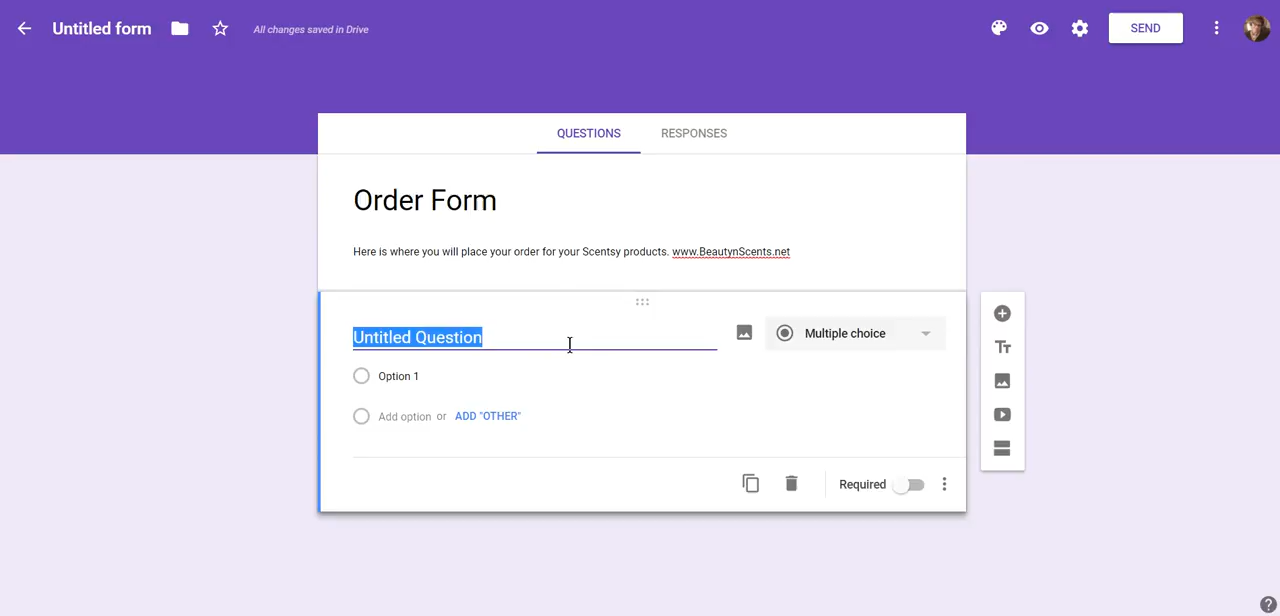 Untitled form
All changes saved in Drive
SEND
QUESTIONS
RESPONSES
Order Form
Here is where you will place your order for your Scentsy products. www.BeautynScents.net
Untitled Question
Multiple choice
Option 1
Add option or ADD "OTHER"
Required